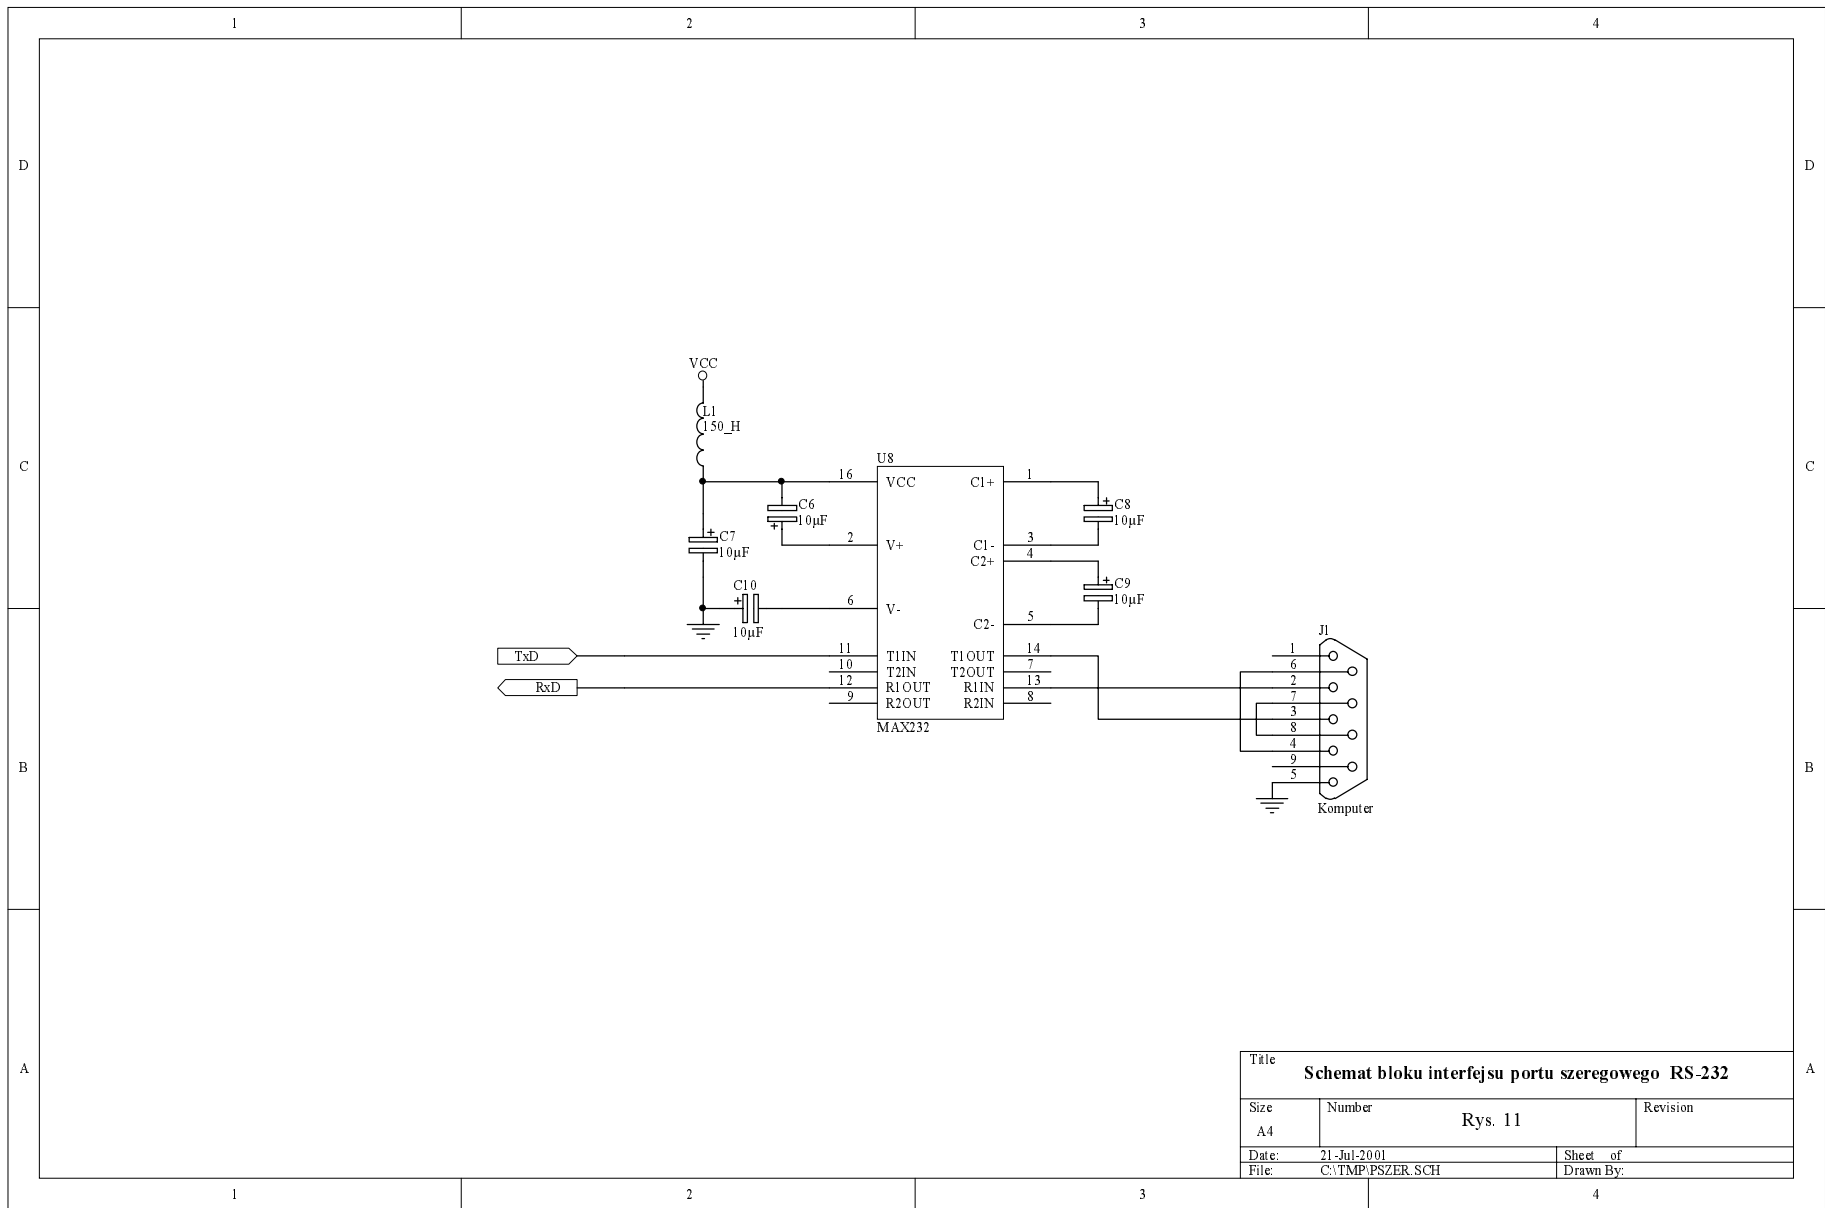 1 2 3 4
D D
VCC
L1
150_H
U8
C C
16 VCC C1+ 1
C6
10µF
C8
10µF
C7
10µF
2 V+ C1- 3
C2+ 4
C9
10µF
C10
10µF
6 V- C2- 5
J1
TxD 11 T1IN T1OUT 14
10 T2IN T2OUT 7
RxD 12 R1OUT R1IN 13
9 R2OUT R2IN 8
MAX232
1
6
2
7
3
8
4
9
5
Komputer
B B
A A
Title
Schemat bloku interfejsu portu szeregowego RS-232
Size Number Revision
A4 Rys. 11
Date: 21-Jul-2001 Sheet of
File: C:\TMP\PSZER.SCH Drawn By:
1 2 3 4